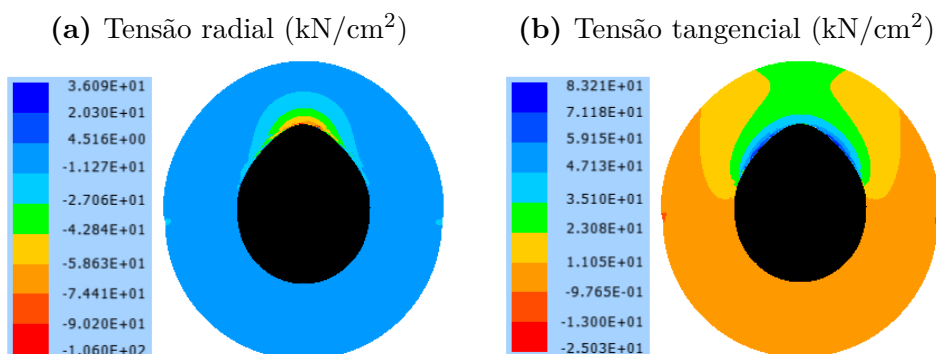 (a) Tensão radial (kN/cm²)
3.609E+01
2.030E+01
4.516E+00
-1.127E+01
-2.706E+01
-4.284E+01
-5.863E+01
-7.441E+01
-9.020E+01
-1.060E+02
(b) Tensão tangencial (kN/cm²)
8.321E+01
7.118E+01
5.915E+01
4.713E+01
3.510E+01
2.308E+01
1.105E+01
-9.765E-01
-1.300E+01
-2.503E+01